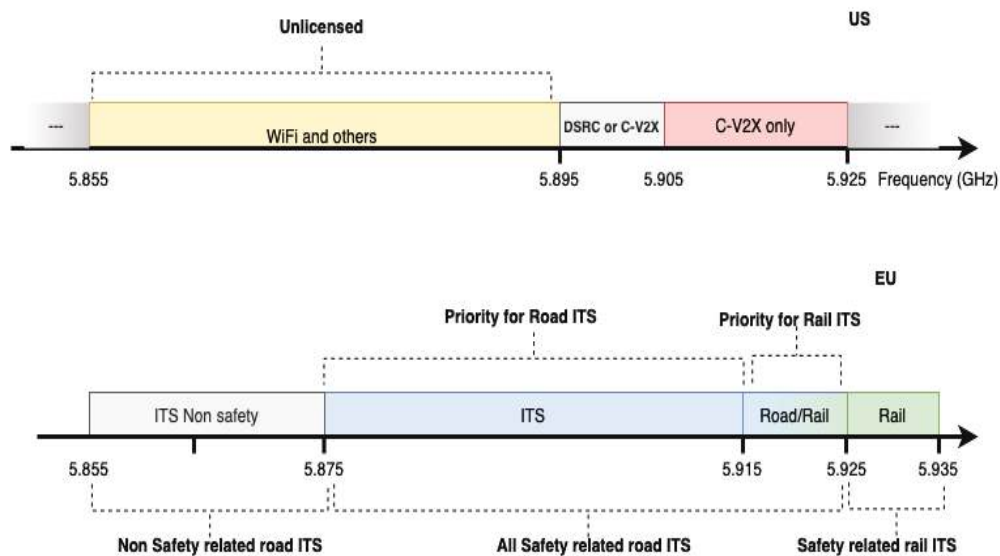 US
Unlicensed
---
WiFi and others
DSRC or C-V2X
C-V2X only
---
5.855
5.895
5.905
5.925
Frequency (GHz)
EU
Priority for Road ITS
Priority for Rail ITS
ITS Non safety
ITS
Road/Rail
Rail
5.855
5.875
5.915
5.925
5.935
Non Safety related road ITS
All Safety related road ITS
Safety related rail ITS